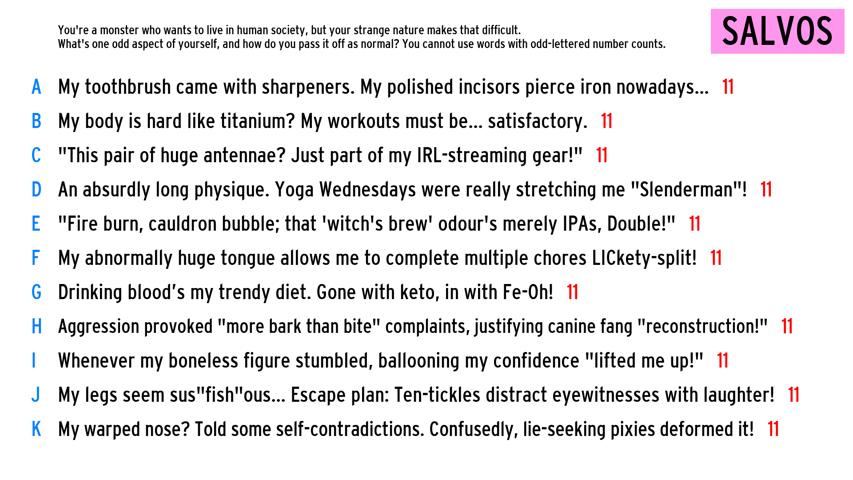 You're a monster who wants to live in human society, but your strange nature makes that difficult.
What's one odd aspect of yourself, and how do you pass it off as normal? You cannot use words with odd-lettered number counts.
SALVOS
A My toothbrush came with sharpeners. My polished incisors pierce iron nowadays... 11
B My body is hard like titanium? My workouts must be... satisfactory. 11
C "This pair of huge antennae? Just part of my IRL-streaming gear!" 11
D An absurdly long physique. Yoga Wednesdays were really stretching me "Slenderman"! 11
E "Fire burn, cauldron bubble; that 'witch's brew' odour's merely IPAs, Double!" 11
F My abnormally huge tongue allows me to complete multiple chores LICkety-split! 11
G Drinking blood's my trendy diet. Gone with keto, in with Fe-Oh! 11
H Aggression provoked "more bark than bite" complaints, justifying canine fang "reconstruction!" 11
I Whenever my boneless figure stumbled, ballooning my confidence "lifted me up!" 11
J My legs seem sus"fish"ous... Escape plan: Ten-tickles distract eyewitnesses with laughter! 11
K My warped nose? Told some self-contradictions. Confusedly, lie-seeking pixies deformed it! 11